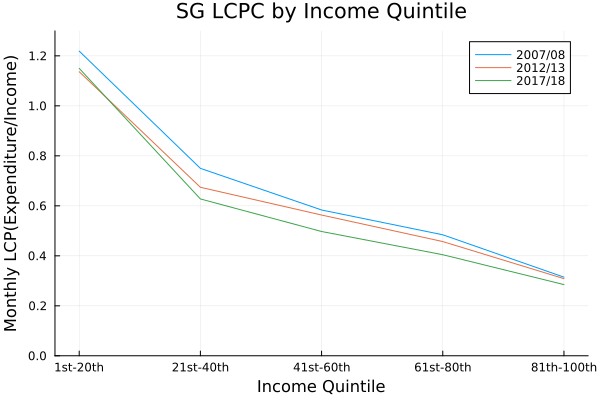 SG LCPC by Income Quintile
Monthly LCP(Expenditure/Income)
1.2
1.0
0.8
0.6
0.4
0.2
0.0
2007/08
2012/13
2017/18
1st-20th
21st-40th
41st-60th
61st-80th
81th-100th
Income Quintile